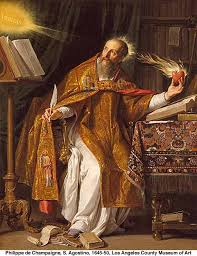 Philippe de Champaigne, S. Agostino, 1645-50, Los Angeles County Museum of Art